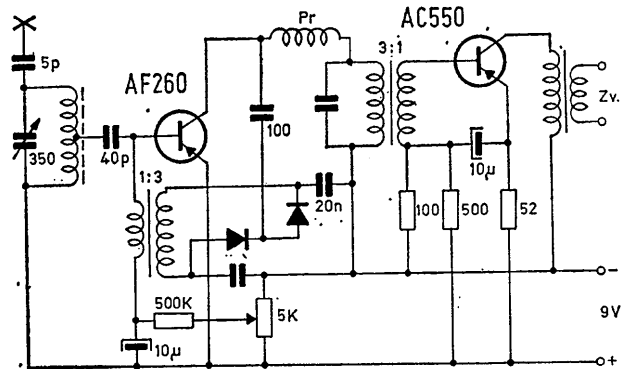 Pr
AC550
5p
AF260
3:1
100
Zv.
350
40p
10µ
1:3
20n
100
500
52
–
500K
5K
9V
10µ
+